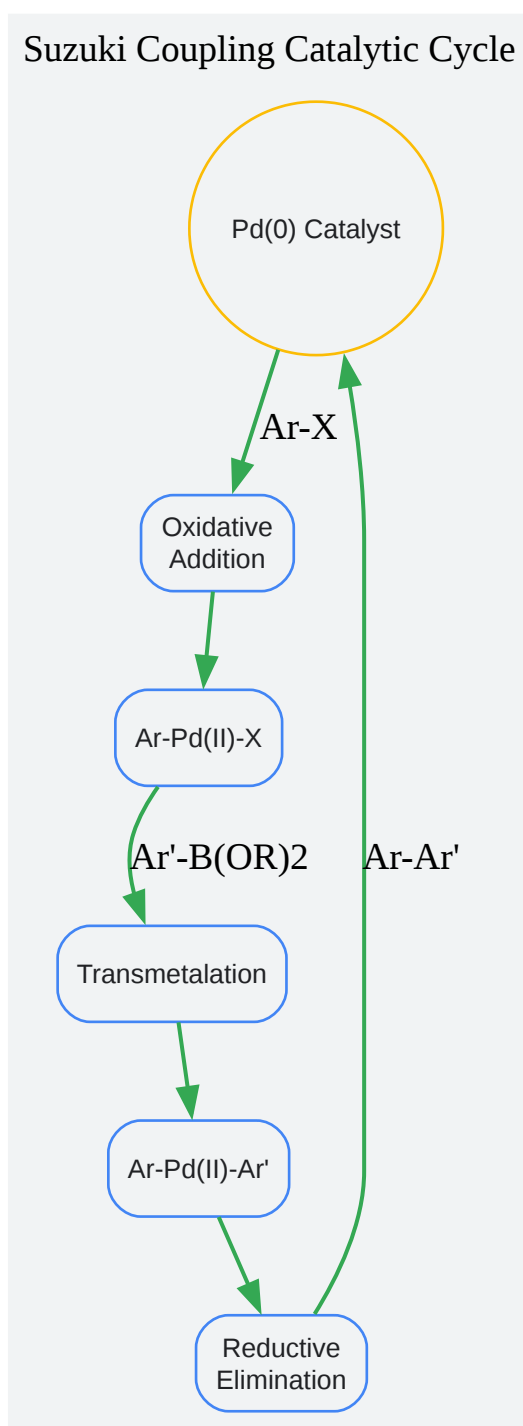 Suzuki Coupling Catalytic Cycle
Pd(0) Catalyst
Ar-X
Oxidative
Addition
Ar-Pd(II)-X
Ar'-B(OR)2
Ar-Ar'
Transmetalation
Ar-Pd(II)-Ar'
Reductive
Elimination